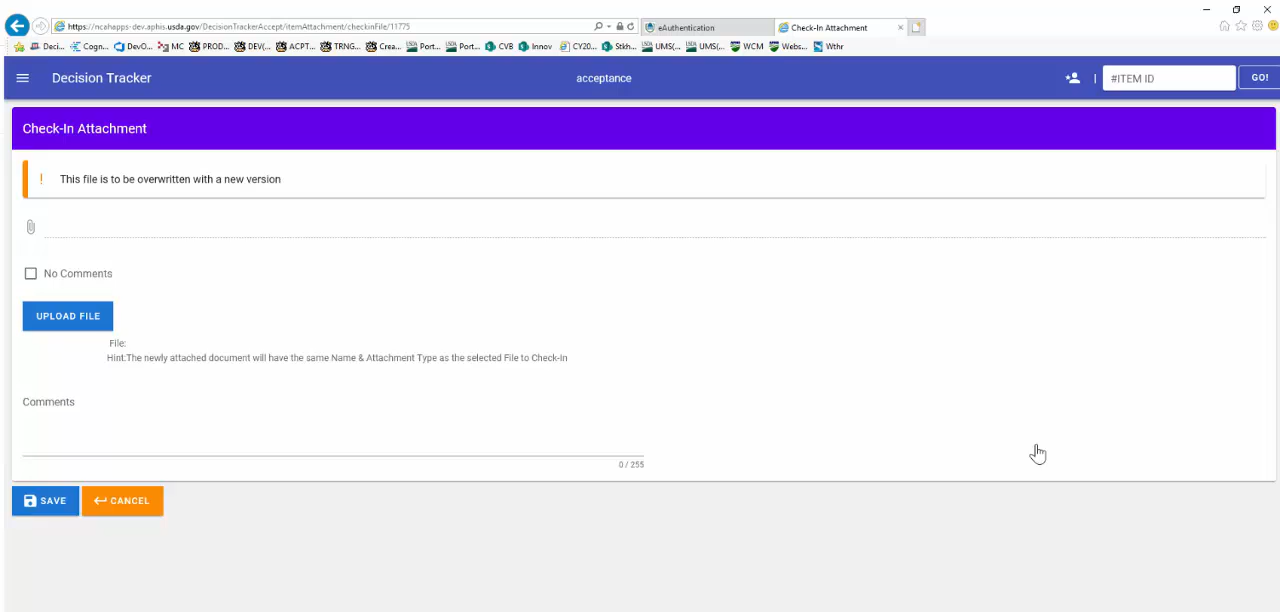 https://ncahapps-dev.aphis.usda.gov/DecisionTrackerAccept/itemAttachment/checkinFile/11775
eAuthentication
Check-In Attachment
Deci... Cogn... DevO... MC PROD... DEV(... ACPT... TRNG... Crea... Port... Port... CVB Innov CY20... Stkh... UMS(... UMS(... WCM Webs... Wthr
Decision Tracker
acceptance
#ITEM ID
GO!
Check-In Attachment
! This file is to be overwritten with a new version
No Comments
UPLOAD FILE
File:
Hint:The newly attached document will have the same Name & Attachment Type as the selected File to Check-In
Comments
0 / 255
SAVE
CANCEL